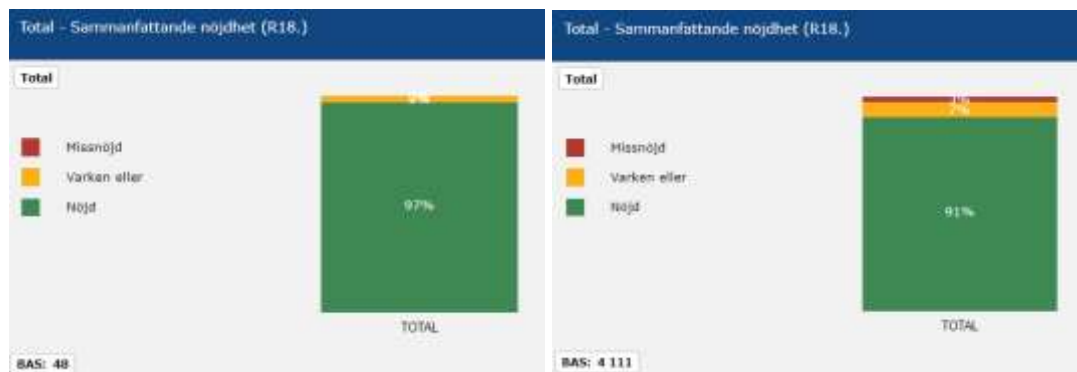 Total - Sammanfattande nöjdhet (R18.)
Total
Missnöjd
Varken eller
Nöjd
97%
TOTAL
BAS: 48
Total - Sammanfattande nöjdhet (R18.)
Total
Missnöjd
Varken eller
Nöjd
7%
91%
TOTAL
BAS: 4 111